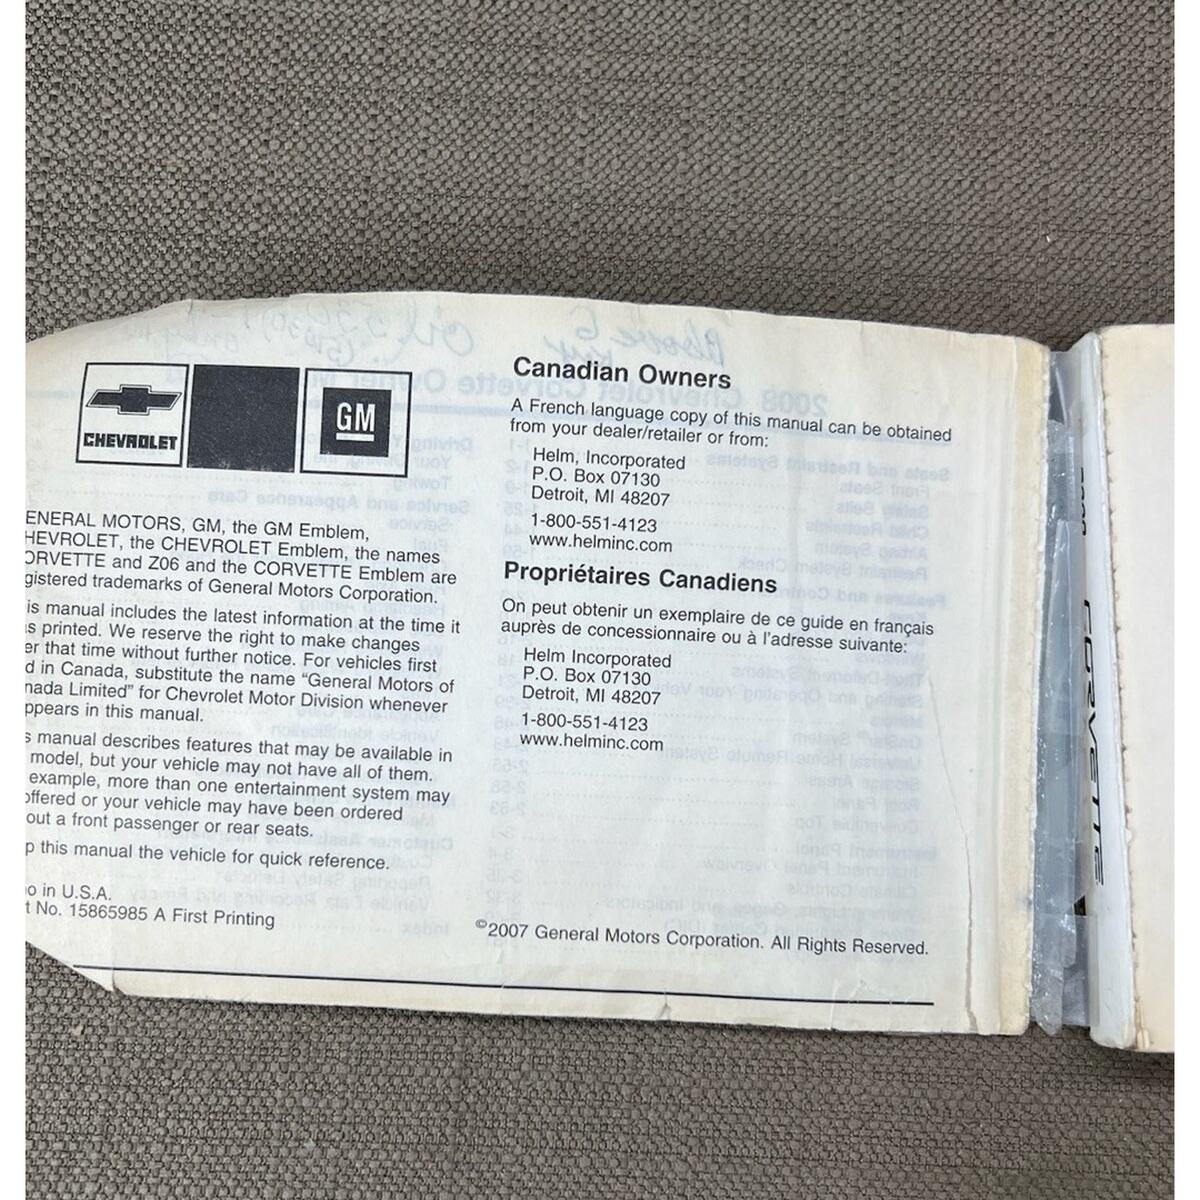 CHEVROLET
GM
ENERAL MOTORS, GM, the GM Emblem,
HEVROLET, the CHEVROLET Emblem, the names
ORVETTE and Z06 and the CORVETTE Emblem are
gistered trademarks of General Motors Corporation.
is manual includes the latest information at the time it
s printed. We reserve the right to make changes
er that time without further notice. For vehicles first
d in Canada, substitute the name “General Motors of
nada Limited” for Chevrolet Motor Division whenever
ppears in this manual.
s manual describes features that may be available in
model, but your vehicle may not have all of them.
example, more than one entertainment system may
offered or your vehicle may have been ordered
out a front passenger or rear seats.
p this manual the vehicle for quick reference.
o in U.S.A.
t No. 15865985 A First Printing
Canadian Owners
A French language copy of this manual can be obtained
from your dealer/retailer or from:
Helm, Incorporated
P.O. Box 07130
Detroit, MI 48207
1-800-551-4123
www.helminc.com
Propriétaires Canadiens
On peut obtenir un exemplaire de ce guide en français
auprès de concessionnaire ou à l'adresse suivante:
Helm Incorporated
P.O. Box 07130
Detroit, MI 48207
1-800-551-4123
www.helminc.com
©2007 General Motors Corporation. All Rights Reserved.
CORVETTE